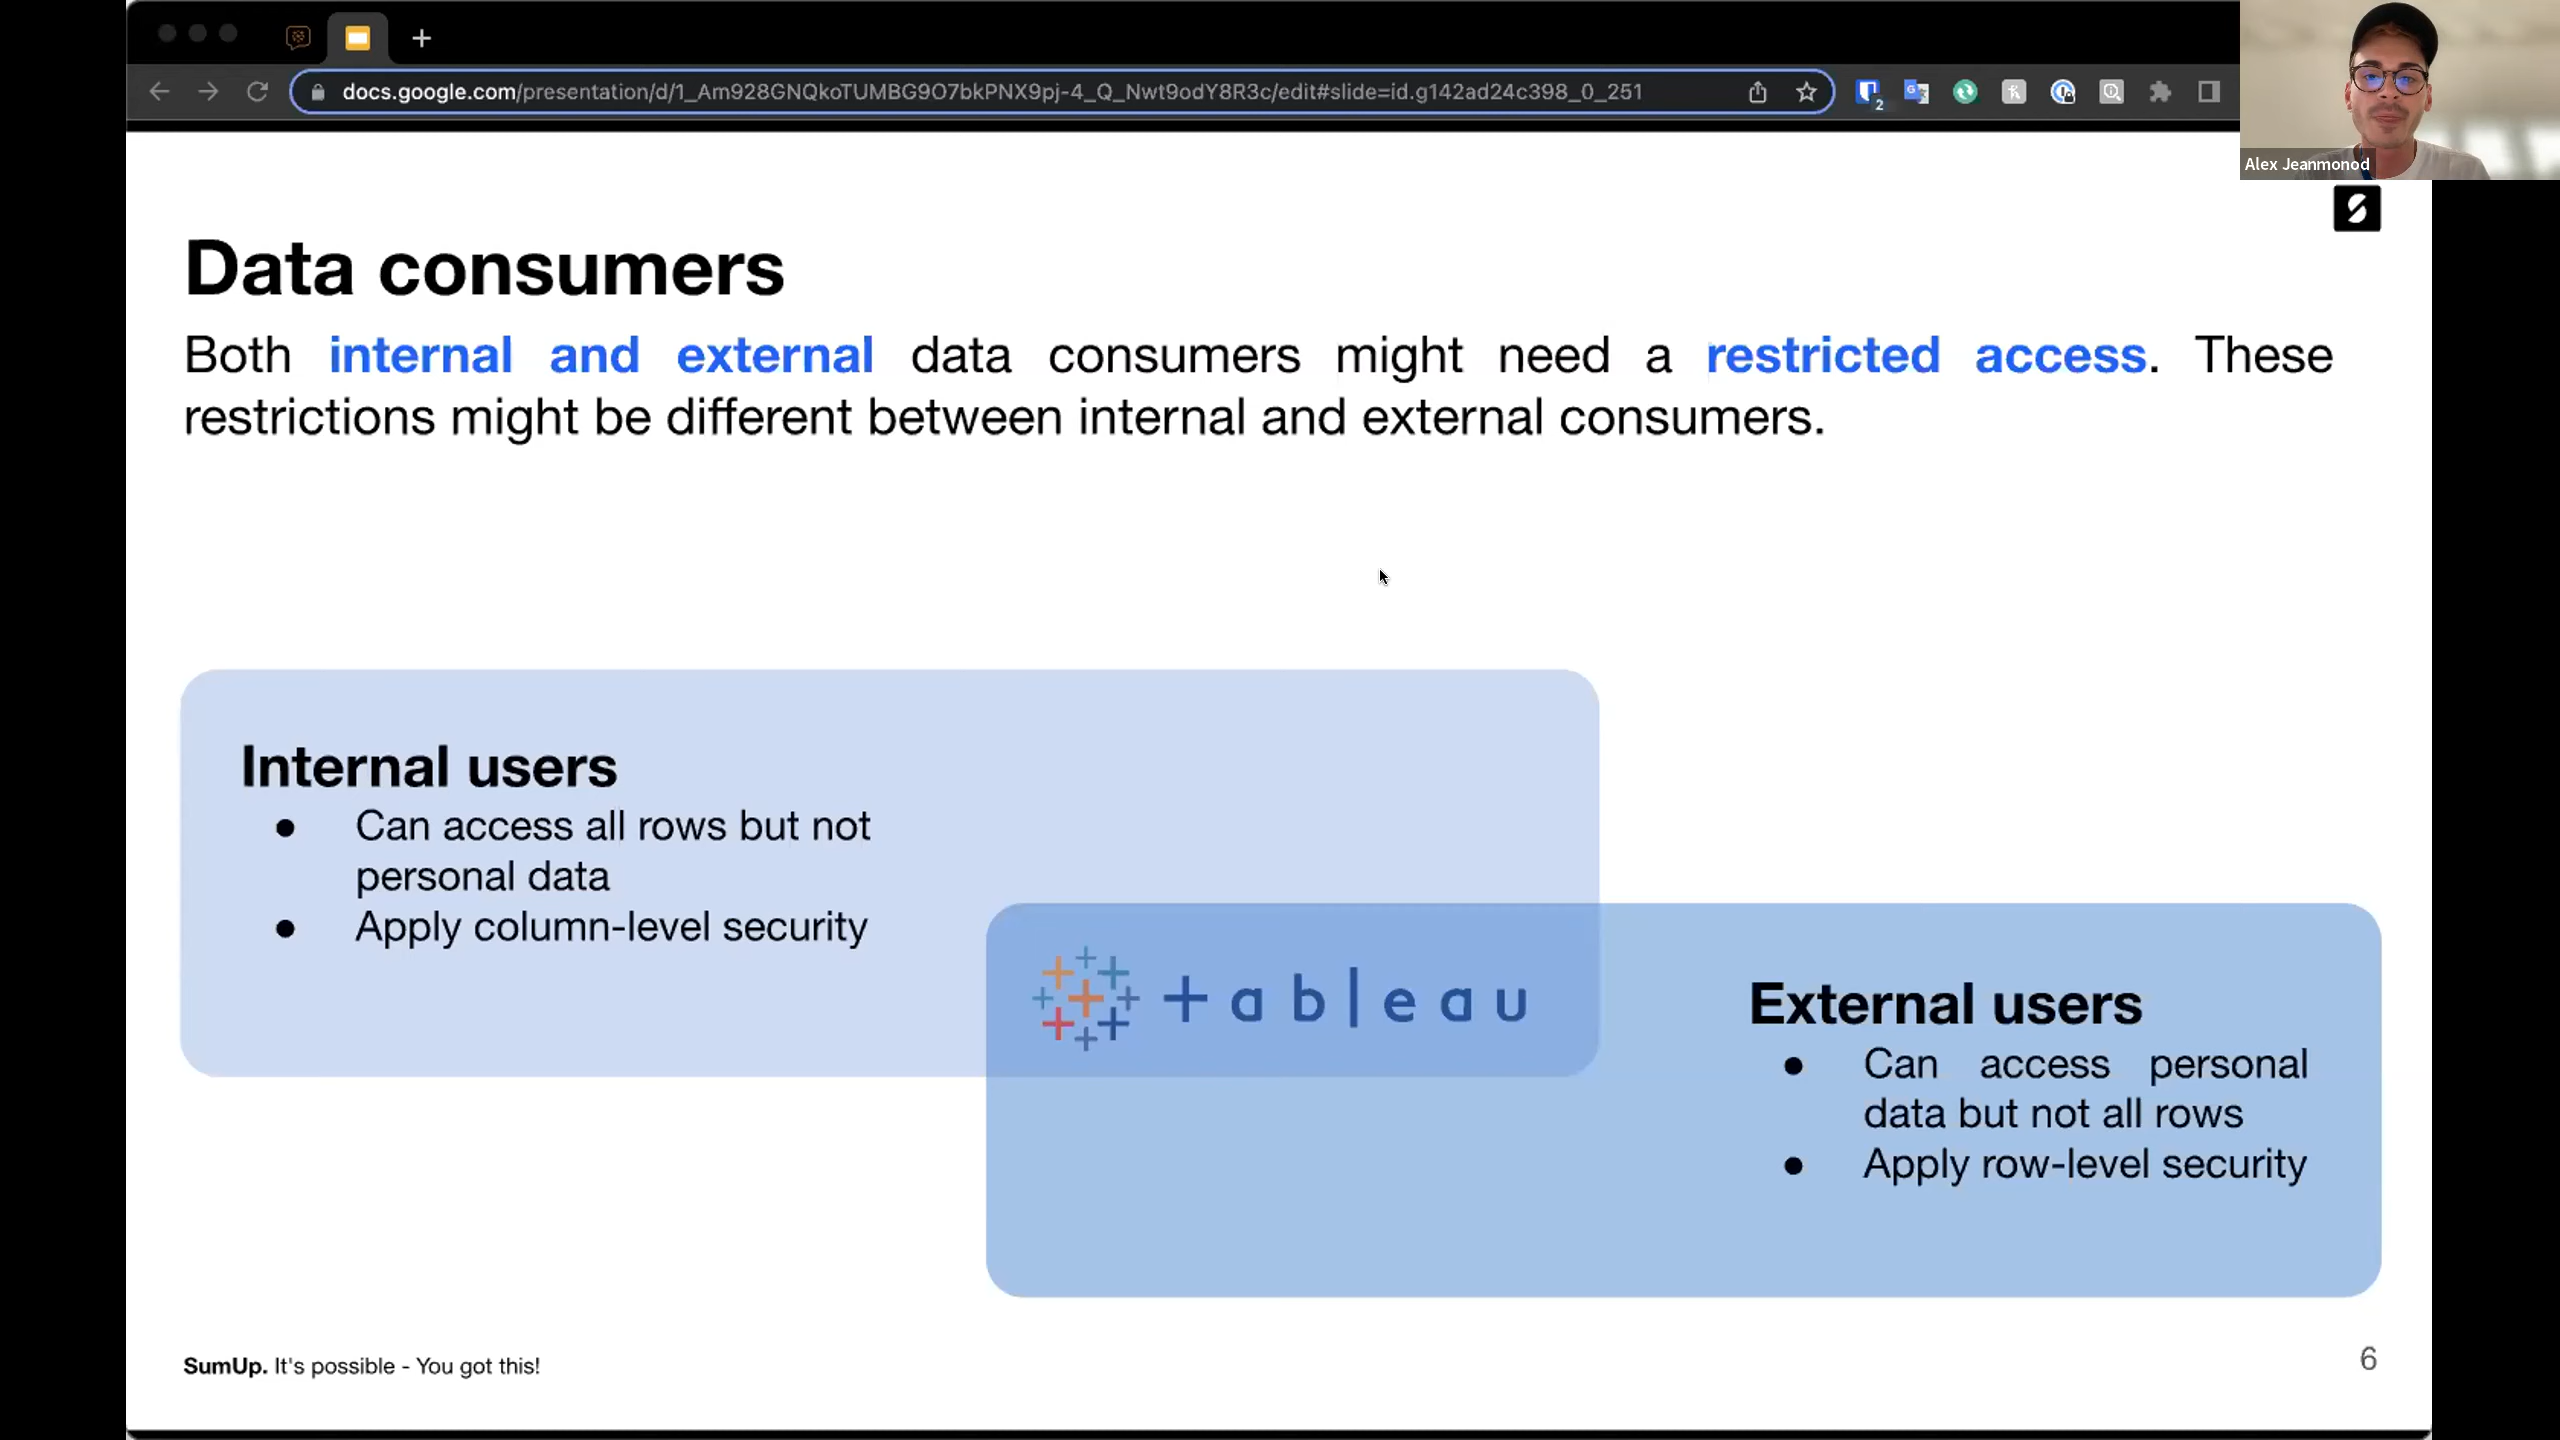 docs.google.com/presentation/d/1_Am928GNQkoTUMBG9O7bkPNX9pj-4_Q_Nwt9odY8R3c/edit#slide=id.g142ad24c398_0_251
2
Alex Jeanmonod
Data consumers
Both internal and external data consumers might need a restricted access. These
restrictions might be different between internal and external consumers.
Internal users
● Can access all rows but not
personal data
● Apply column-level security
+ableau
External users
● Can access personal
data but not all rows
● Apply row-level security
SumUp. It's possible - You got this!
6